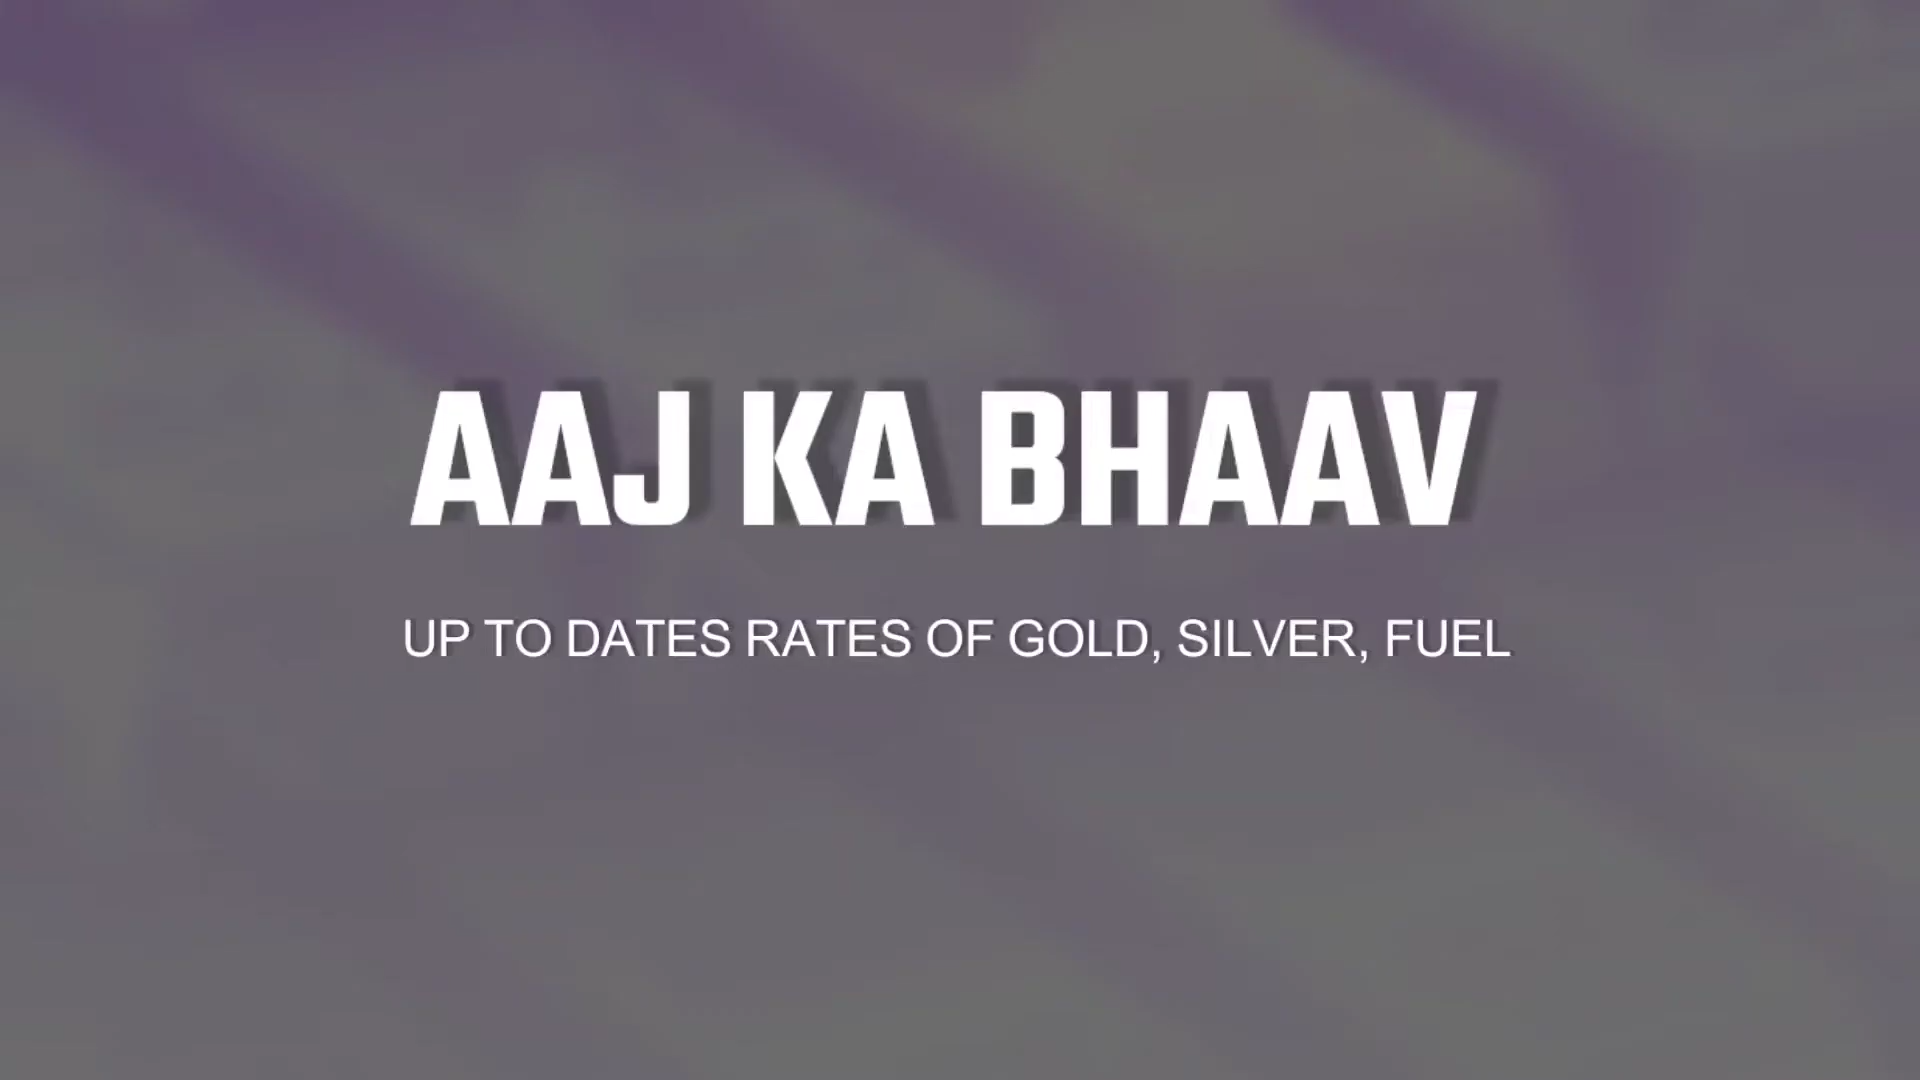 AAJ KA BHAAV
UP TO DATES RATES OF GOLD, SILVER, FUEL